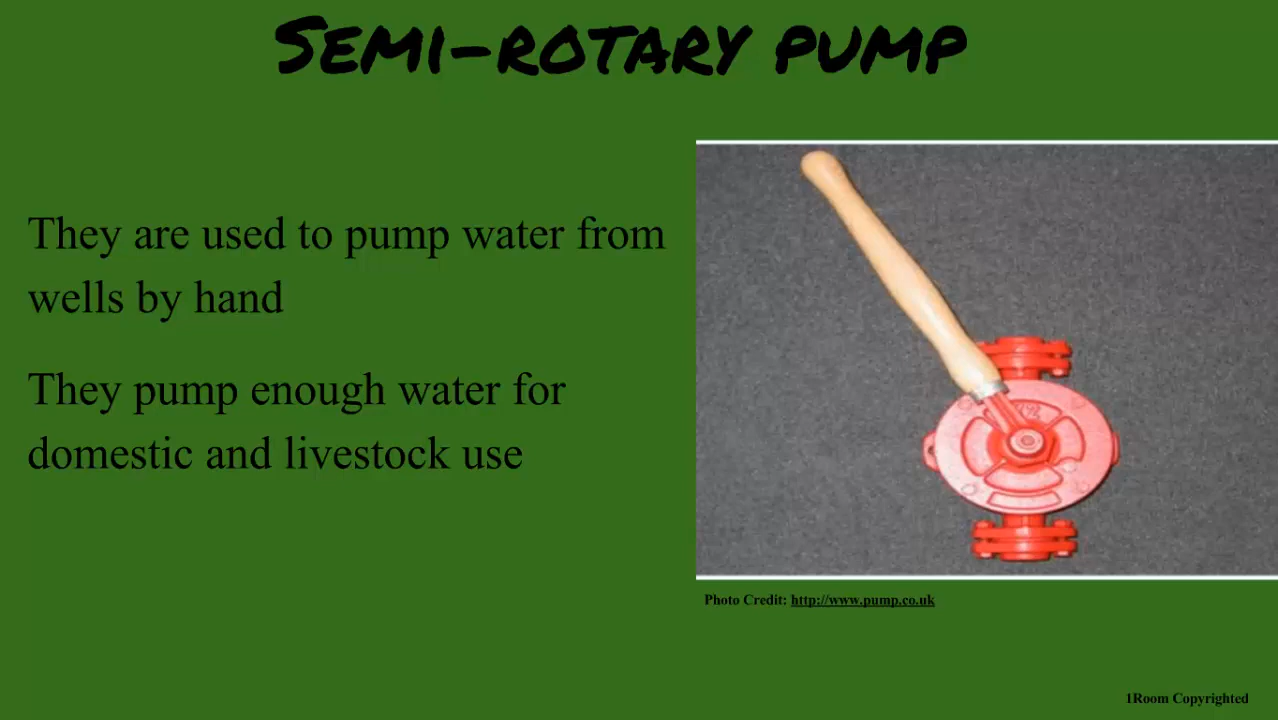 Semi-rotary pump
They are used to pump water from
wells by hand
They pump enough water for
domestic and livestock use
Photo Credit: http://www.pump.co.uk
1Room Copyrighted